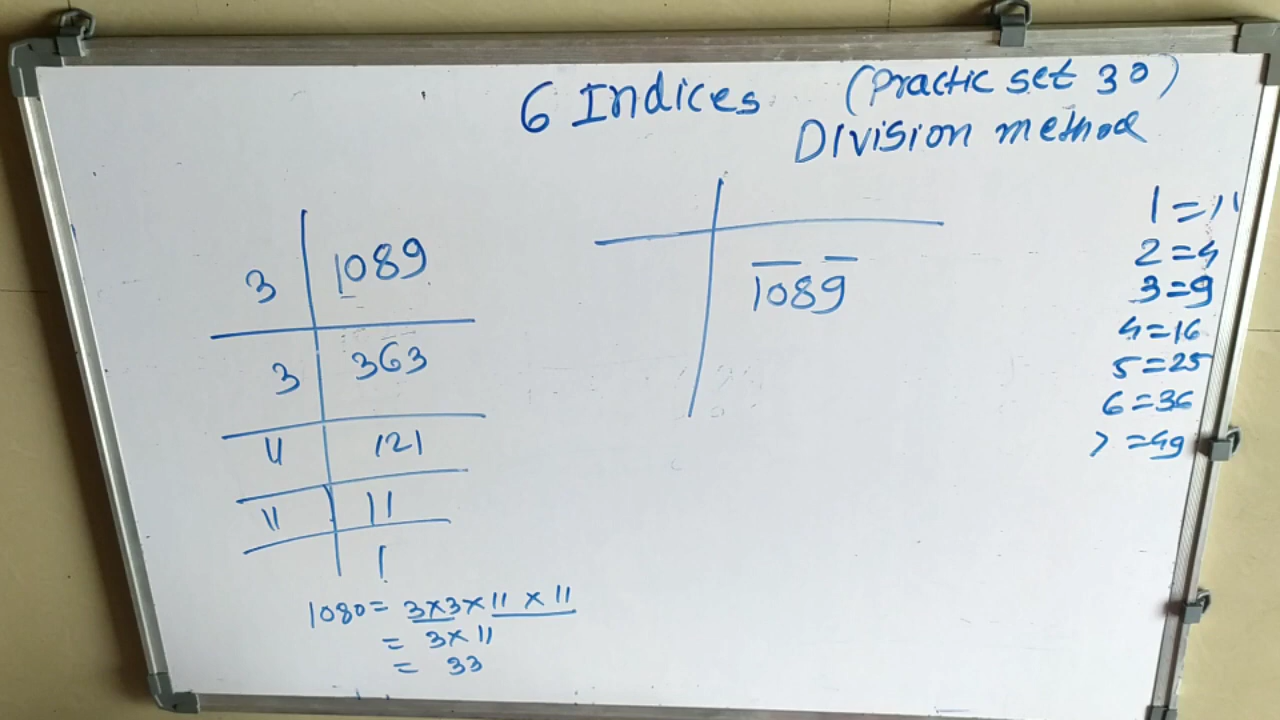 6 Indices (Practic set 30)
Division method
3 | 1089
3 | 363
11 | 121
11 | 11
1
1080 = 3×3×11 × 11
= 3×11
= 33
1089
1 = 1
2 = 4
3 = 9
4 = 16
5 = 25
6 = 36
7 = 49